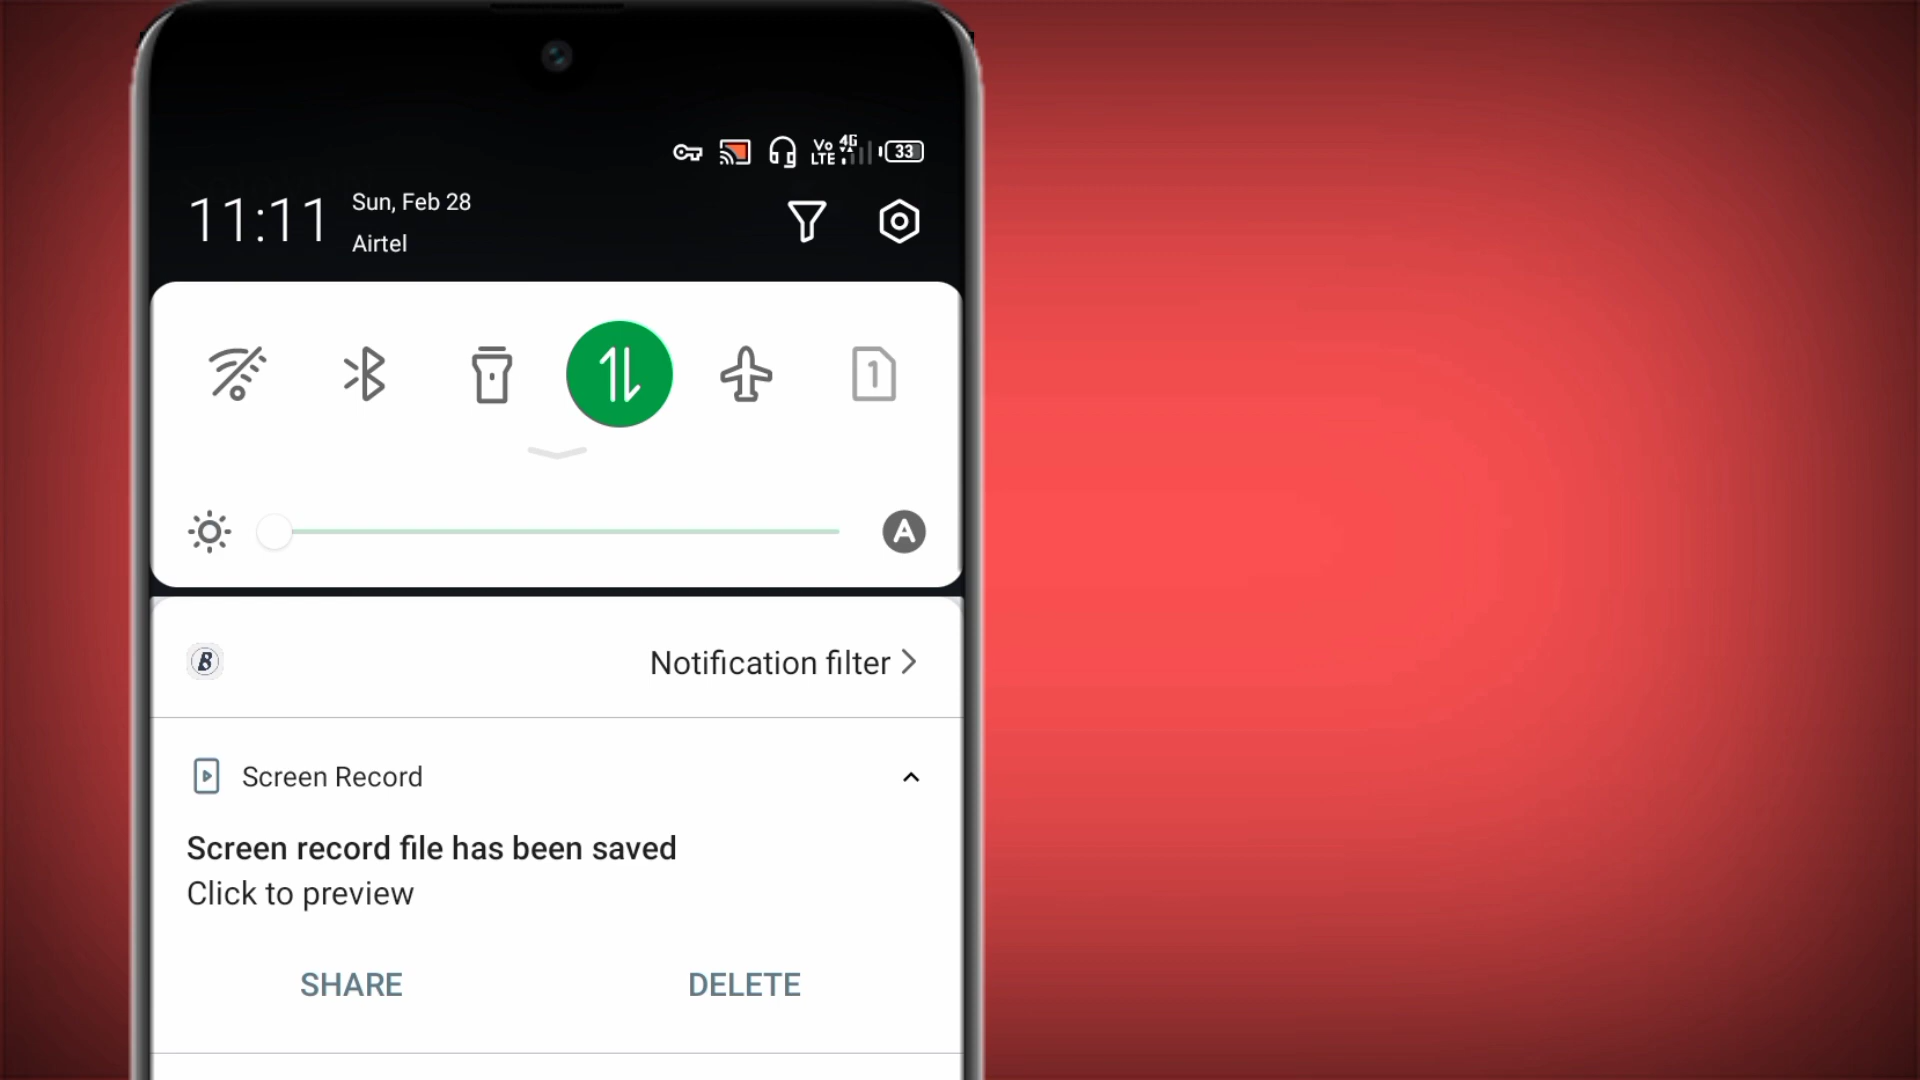 Vo 4G
LTE
33
11:11
Sun, Feb 28
Airtel
1
A
B
Notification filter
Screen Record
Screen record file has been saved
Click to preview
SHARE
DELETE